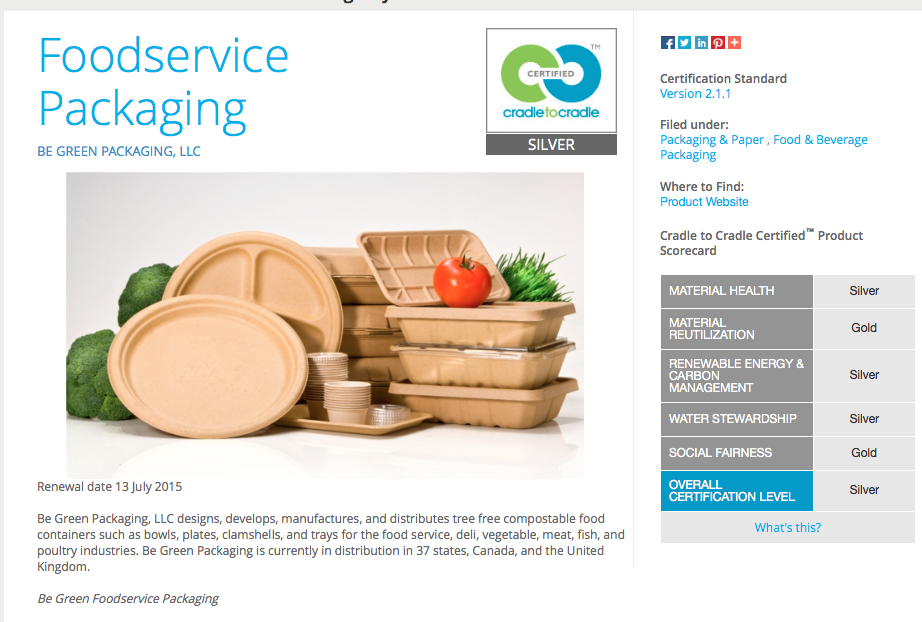 Foodservice
Packaging
BE GREEN PACKAGING, LLC
CERTIFIED
TM
cradletocradle
SILVER
Renewal date 13 July 2015
Be Green Packaging, LLC designs, develops, manufactures, and distributes tree free compostable food
containers such as bowls, plates, clamshells, and trays for the food service, deli, vegetable, meat, fish, and
poultry industries. Be Green Packaging is currently in distribution in 37 states, Canada, and the United
Kingdom.
Be Green Foodservice Packaging
Certification Standard
Version 2.1.1
Filed under:
Packaging & Paper , Food & Beverage
Packaging
Where to Find:
Product Website
Cradle to Cradle Certified™ Product
Scorecard
MATERIAL HEALTH Silver
MATERIAL
REUTILIZATION Gold
RENEWABLE ENERGY &
CARBON
MANAGEMENT Silver
WATER STEWARDSHIP Silver
SOCIAL FAIRNESS Gold
OVERALL
CERTIFICATION LEVEL Silver
What's this?